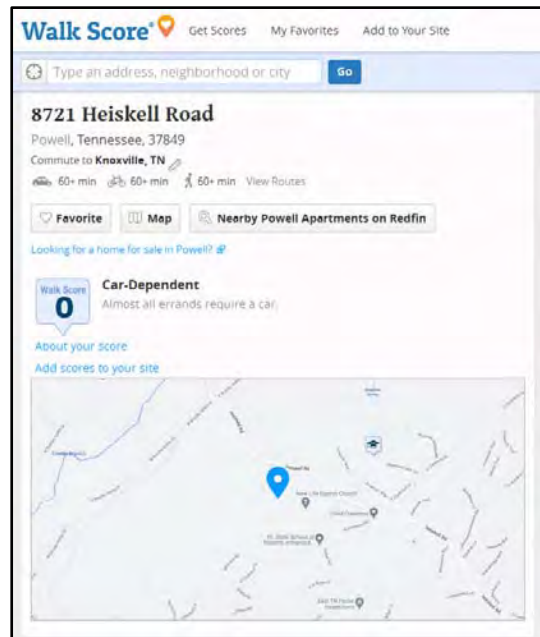 Walk Score® Get Scores My Favorites Add to Your Site
Type an address, neighborhood or city Go
8721 Heiskell Road
Powell, Tennessee, 37849
Commute to Knoxville, TN
60+ min 60+ min 60+ min View Routes
Favorite Map Nearby Powell Apartments on Redfin
Looking for a home for sale in Powell?
Walk Score
0
Car-Dependent
Almost all errands require a car.
About your score
Add scores to your site
New Life Baptist Church